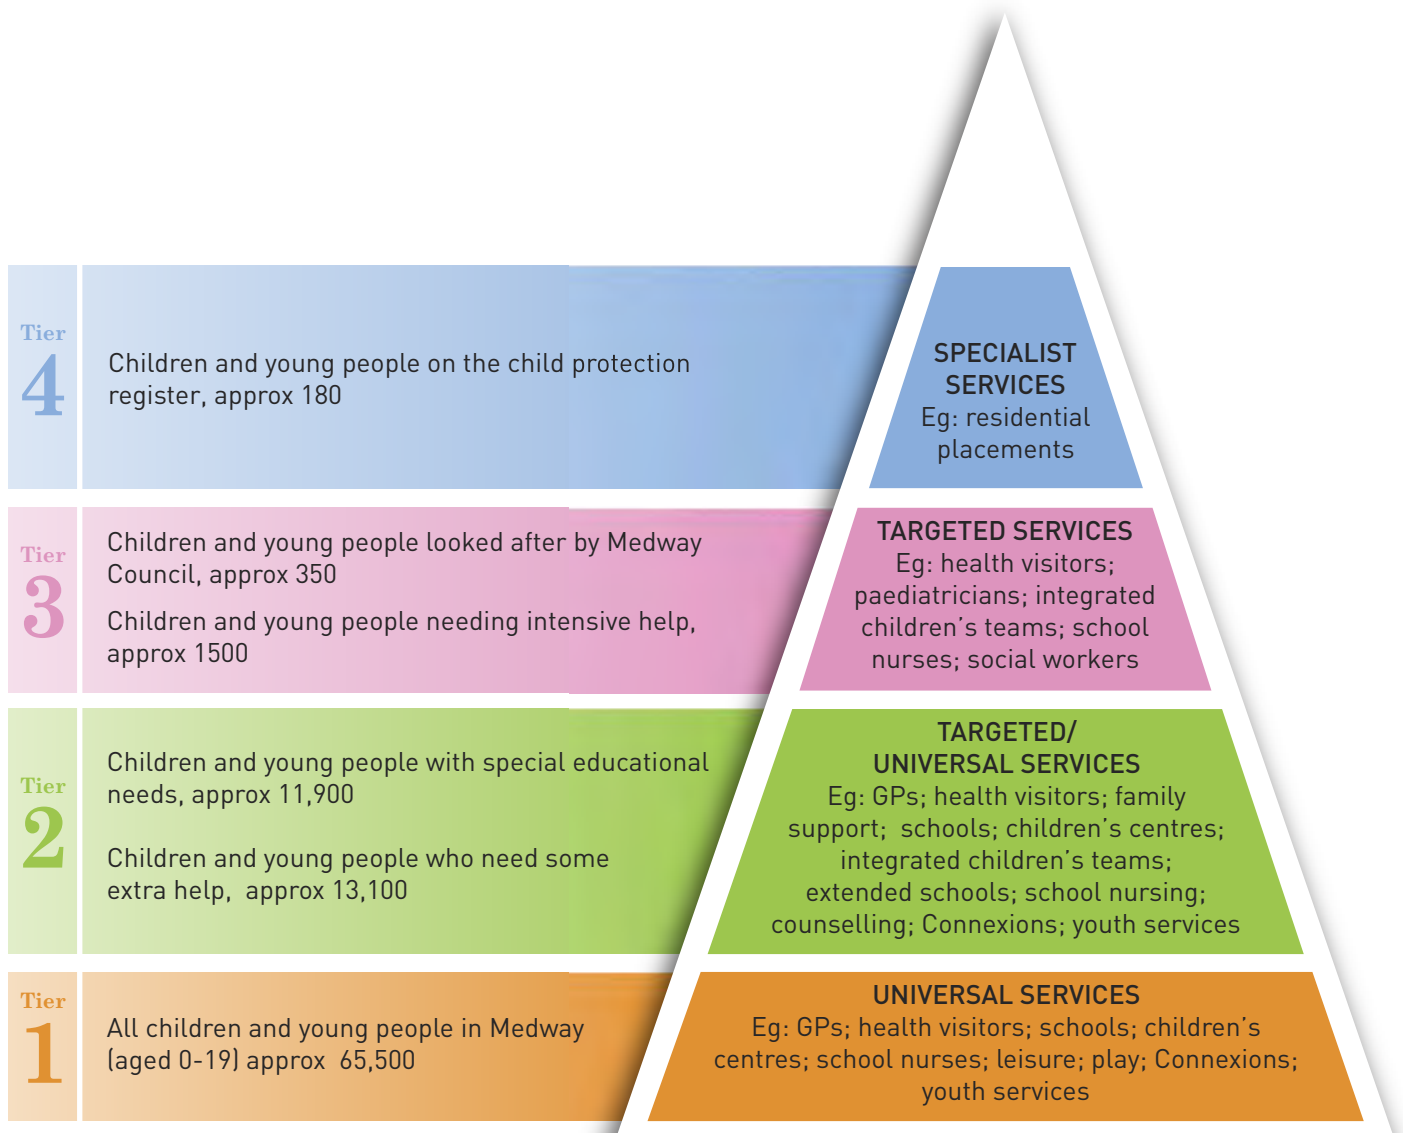 Tier
4
Children and young people on the child protection
register, approx 180
SPECIALIST
SERVICES
Eg: residential
placements
Tier
3
Children and young people looked after by Medway
Council, approx 350
Children and young people needing intensive help,
approx 1500
TARGETED SERVICES
Eg: health visitors;
paediatricians; integrated
children's teams; school
nurses; social workers
Tier
2
Children and young people with special educational
needs, approx 11,900
Children and young people who need some
extra help,  approx 13,100
TARGETED/
UNIVERSAL SERVICES
Eg: GPs; health visitors; family
support;  schools; children's centres;
integrated children's teams;
extended schools; school nursing;
counselling; Connexions; youth services
Tier
1
All children and young people in Medway
(aged 0-19) approx  65,500
UNIVERSAL SERVICES
Eg: GPs; health visitors; schools; children's
centres; school nurses; leisure; play; Connexions;
youth services